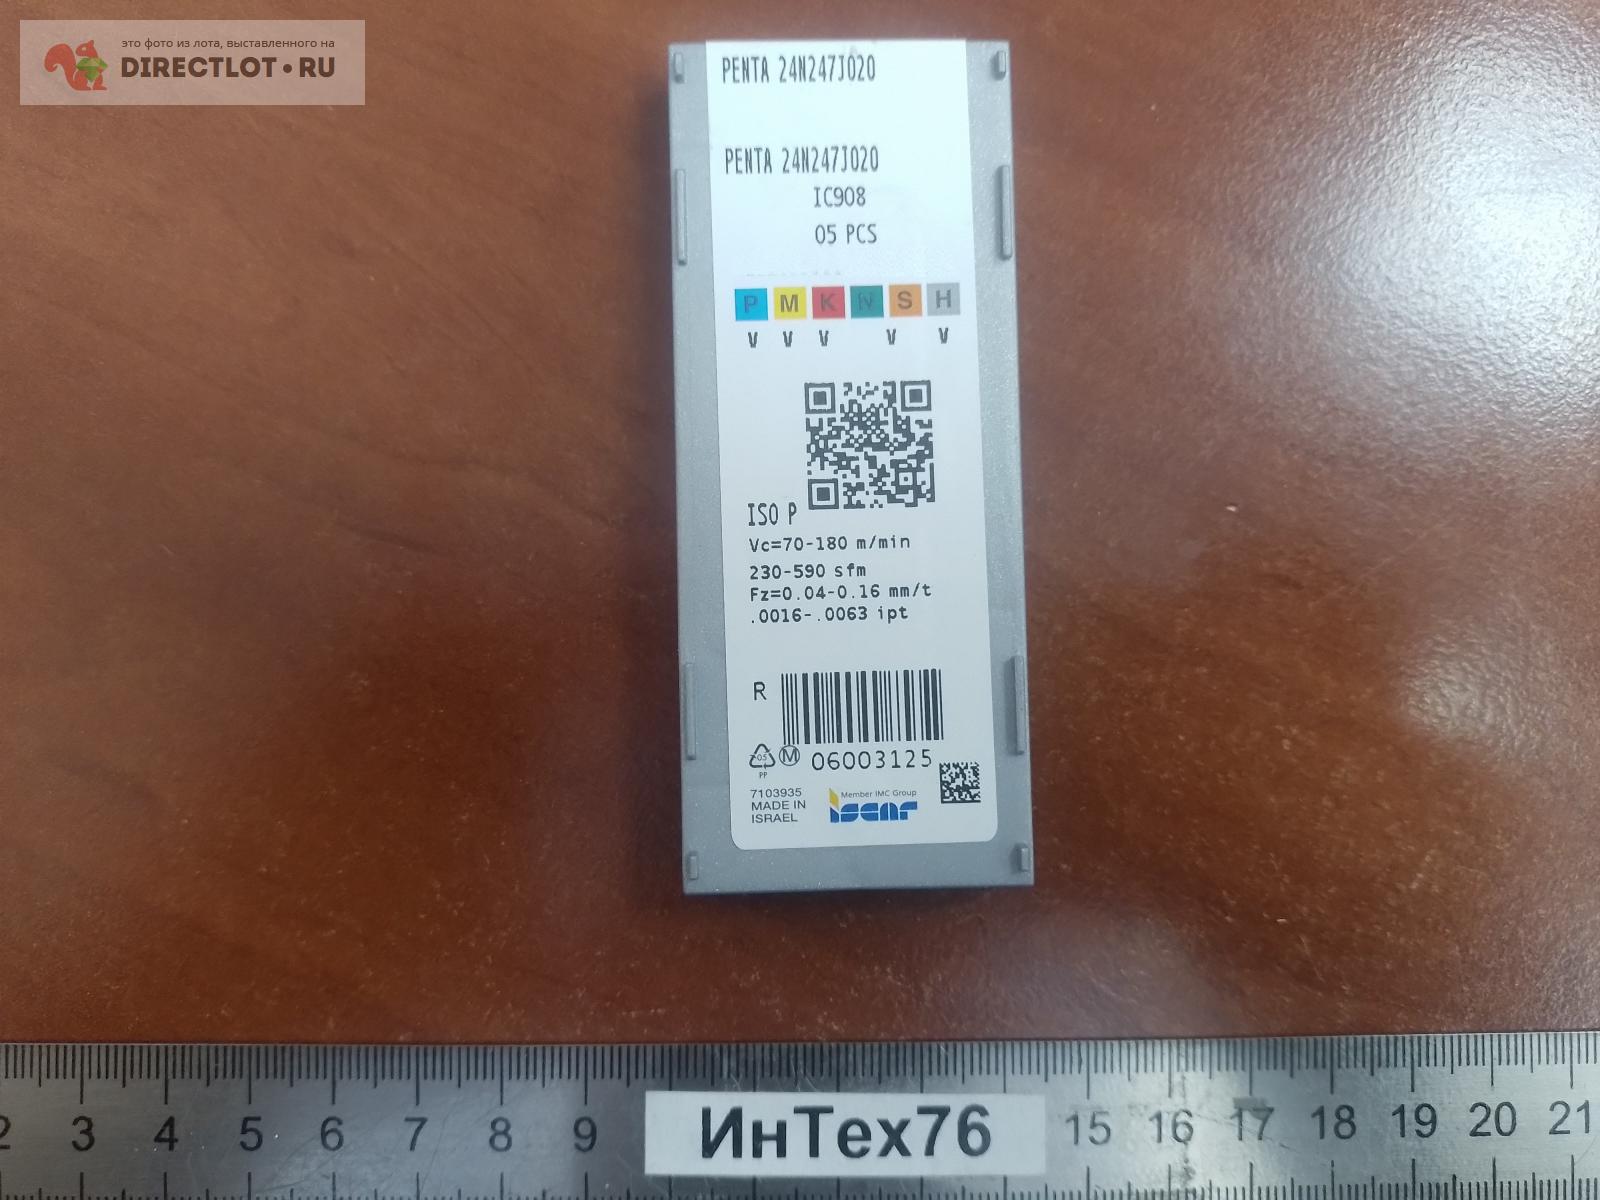 это фото из лота, выставленного на
DIRECTLOT•RU
PENTA 24N247J020
PENTA 24N247J020
IC908
05 PCS
P M K N S H
V V V V V
ISO P
Vc=70-180 m/min
230-590 sfm
Fz=0.04-0.16 mm/t
.0016-.0063 ipt
R
05
M
06003125
PP
7103935
MADE IN
ISRAEL
Member IMC Group
iscar
2 3 4 5 6 7 8 9 15 16 17 18 19 20 21
ИнТех76